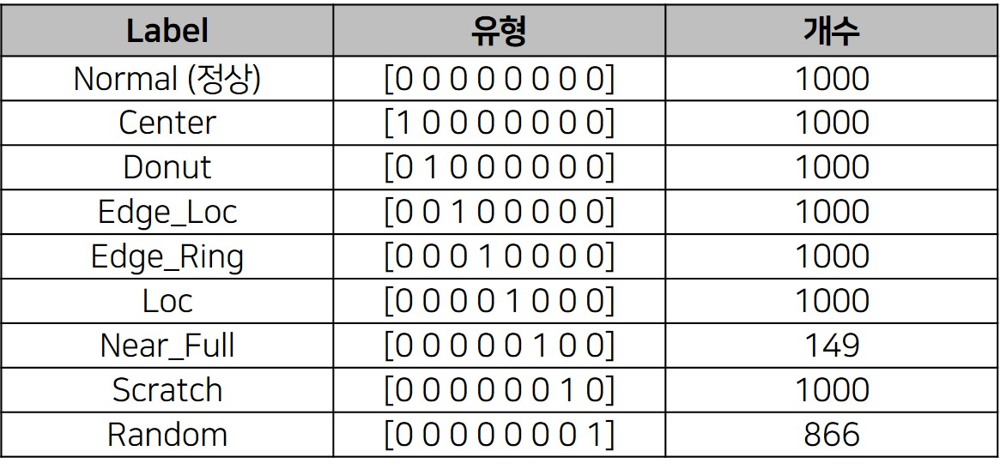 Label 유형 개수
Normal (정상) [0 0 0 0 0 0 0 0] 1000
Center [1 0 0 0 0 0 0 0] 1000
Donut [0 1 0 0 0 0 0 0] 1000
Edge_Loc [0 0 1 0 0 0 0 0] 1000
Edge_Ring [0 0 0 1 0 0 0 0] 1000
Loc [0 0 0 0 1 0 0 0] 1000
Near_Full [0 0 0 0 0 1 0 0] 149
Scratch [0 0 0 0 0 0 1 0] 1000
Random [0 0 0 0 0 0 0 1] 866